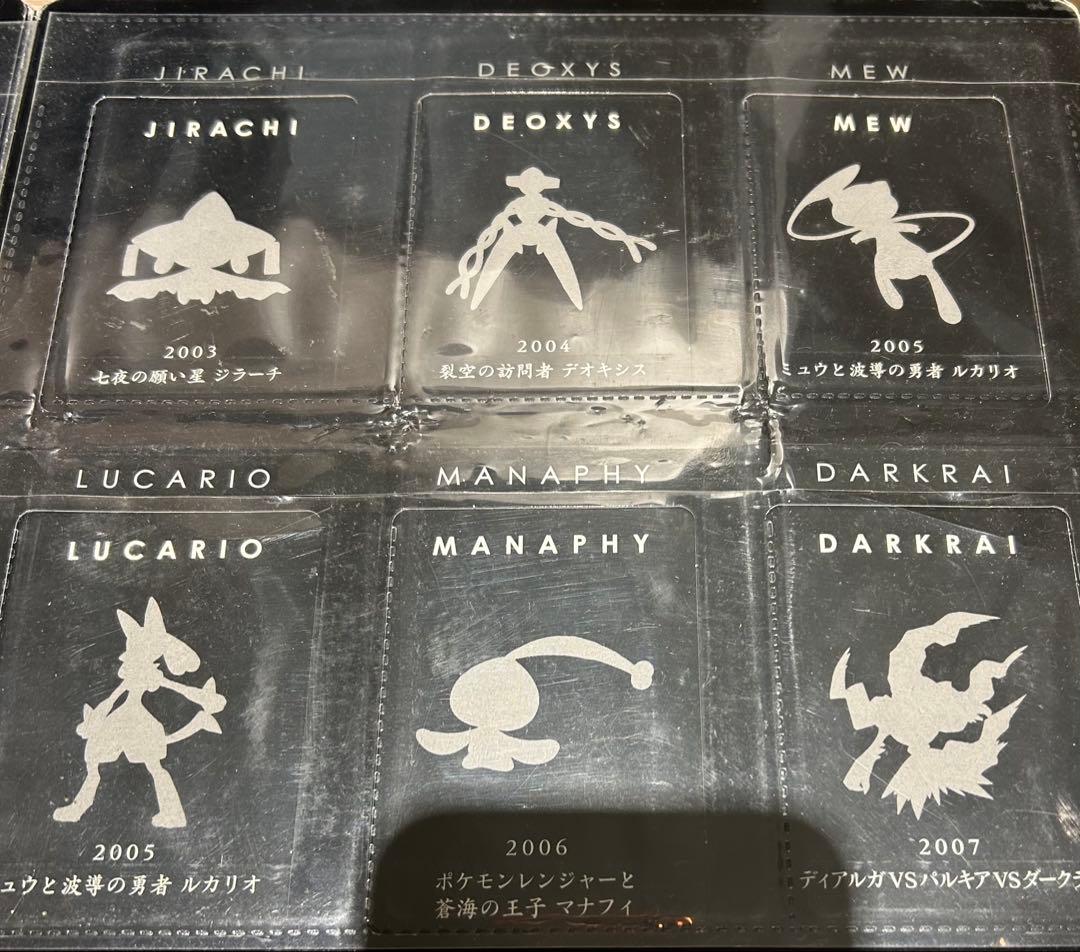 JIRACHI DEOXYS MEW
JIRACHI
2003
七夜の願い星 ジラーチ
DEOXYS
2004
裂空の訪問者 デオキシス
MEW
2005
ミュウと波導の勇者 ルカリオ
LUCARIO MANAPHY DARKRAI
LUCARIO
2005
ュウと波導の勇者 ルカリオ
MANAPHY
2006
ポケモンレンジャーと
蒼海の王子 マナフィ
DARKRAI
2007
ディアルガVSパルキアVSダーク